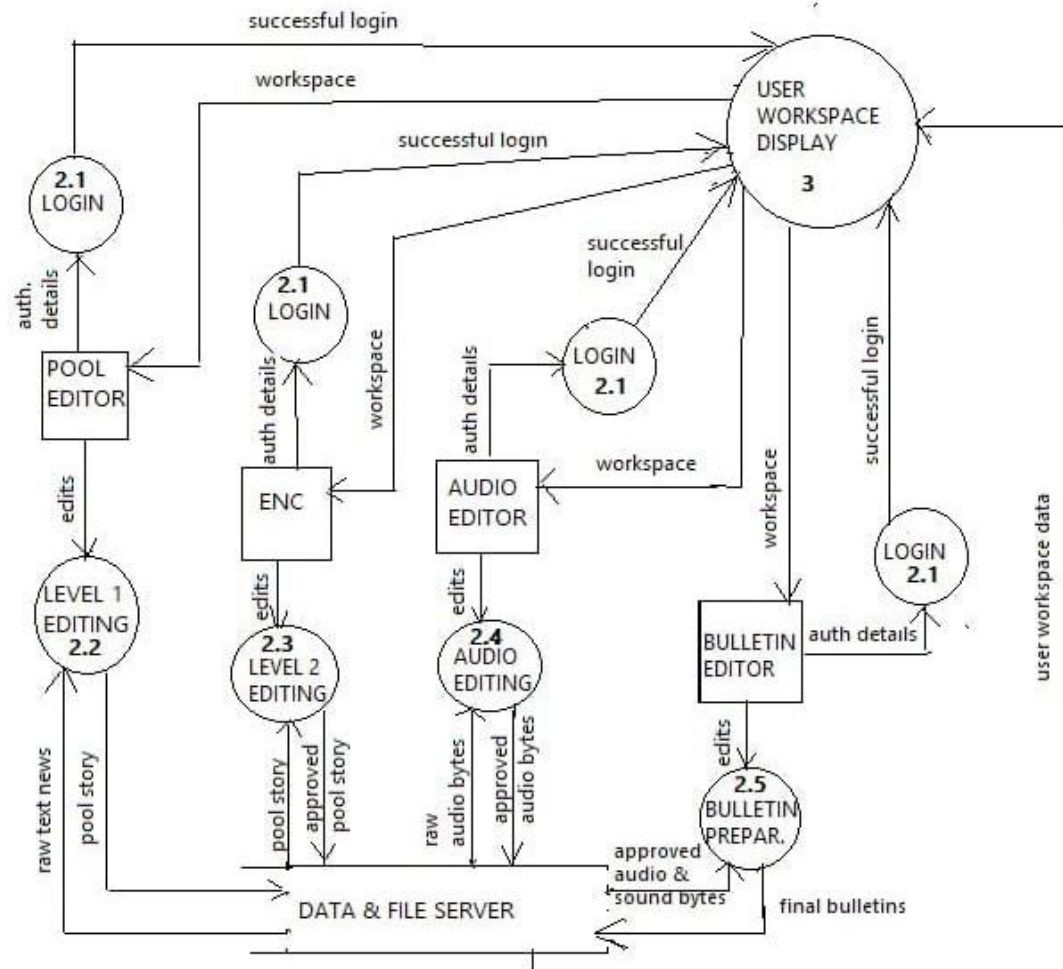 successful login
workspace
USER
WORKSPACE
DISPLAY
3
successful login
2.1
LOGIN
successful
login
auth.
details
2.1
LOGIN
LOGIN
2.1
POOL
EDITOR
auth details
workspace
auth details
successful login
workspace
ENC
AUDIO
EDITOR
workspace
user workspace data
edits
LOGIN
2.1
LEVEL 1
EDITING
2.2
edits
edits
BULLETIN
EDITOR
auth details
2.3
LEVEL 2
EDITING
2.4
AUDIO
EDITING
raw text news
pool story
pool story
approved
pool story
raw
audio bytes
approved
audio bytes
edits
2.5
BULLETIN
PREPAR.
approved
audio &
sound bytes
DATA & FILE SERVER
final bulletins